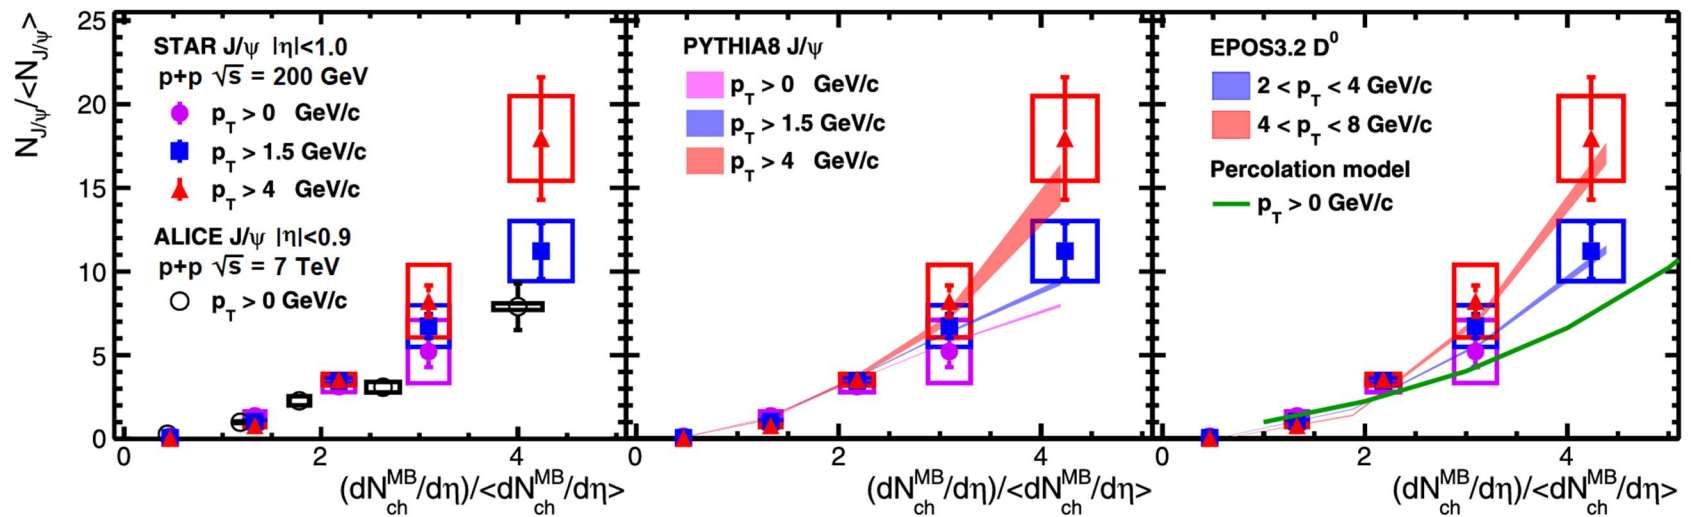 N_J/ψ/<N_J/ψ>
25
20
15
10
5
0
STAR J/ψ |η|<1.0
p+p √s = 200 GeV
p_T > 0 GeV/c
p_T > 1.5 GeV/c
p_T > 4 GeV/c
ALICE J/ψ |η|<0.9
p+p √s = 7 TeV
p_T > 0 GeV/c
0 2 4
(dN_ch^MB/dη)/<dN_ch^MB/dη>
PYTHIA8 J/ψ
p_T > 0 GeV/c
p_T > 1.5 GeV/c
p_T > 4 GeV/c
0 2 4
(dN_ch^MB/dη)/<dN_ch^MB/dη>
EPOS3.2 D^0
2 < p_T < 4 GeV/c
4 < p_T < 8 GeV/c
Percolation model
p_T > 0 GeV/c
0 2 4
(dN_ch^MB/dη)/<dN_ch^MB/dη>